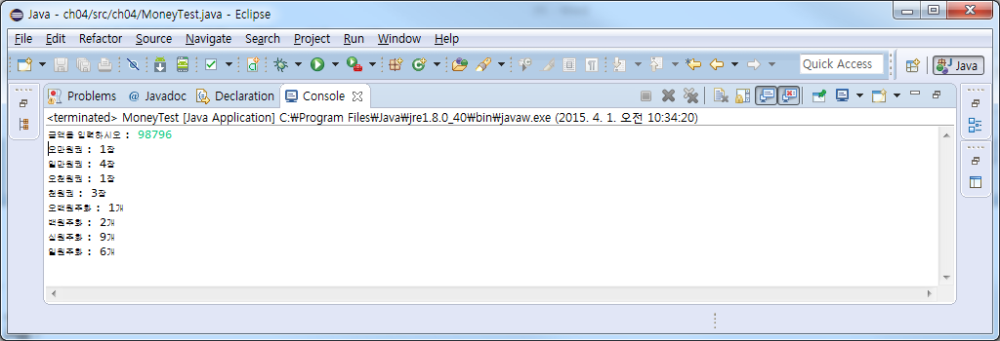 Java - ch04/src/ch04/MoneyTest.java - Eclipse
File Edit Refactor Source Navigate Search Project Run Window Help
Quick Access Java
Problems @ Javadoc Declaration Console
<terminated> MoneyTest [Java Application] C:₩Program Files₩Java₩jre1.8.0_40₩bin₩javaw.exe (2015. 4. 1. 오전 10:34:20)
금액을 입력하시오 : 98796
오만원권 : 1장
일만원권 : 4장
오천원권 : 1장
천원권 : 3장
오백원주화 : 1개
백원주화 : 2개
십원주화 : 9개
일원주화 : 6개